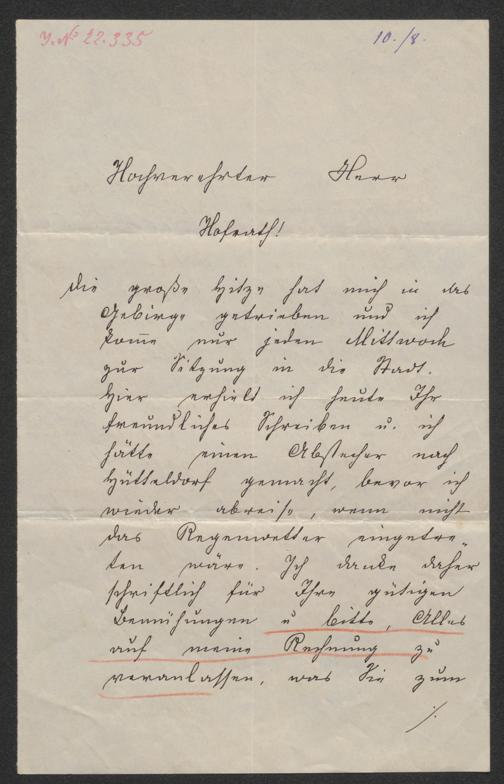 J. № 22.335
10./8.
Hochverehrter Herr
Hofrath!
Die große Hitze hat mich in das
Gebirge getrieben und ich
kom̄e nur jeden Mittwoch
zur Sitzung in die Stadt.
Hier erhielt ich heute Ihr
freundliches Schreiben u. ich
hätte einen Abstecher nach
Hütteldorf gemacht, bevor ich
wieder abreise, wenn nicht
das Regenwetter eingetre„
ten wäre. Ich danke daher
schriftlich für Ihre gütigen
Bemühungen u bitte, Alles
auf meine Rechnung zu
veranlassen, was Sie zum
./.